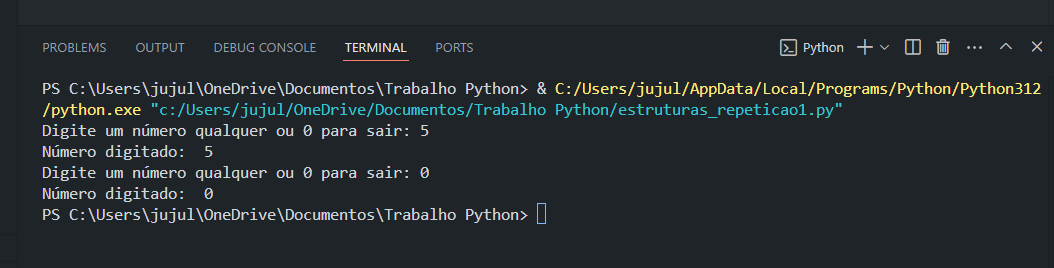 PROBLEMS OUTPUT DEBUG CONSOLE TERMINAL PORTS Python
PS C:\Users\jujul\OneDrive\Documentos\Trabalho Python> & C:/Users/jujul/AppData/Local/Programs/Python/Python312
/python.exe "c:/Users/jujul/OneDrive/Documentos/Trabalho Python/estruturas_repeticao1.py"
Digite um número qualquer ou 0 para sair: 5
Número digitado:  5
Digite um número qualquer ou 0 para sair: 0
Número digitado:  0
PS C:\Users\jujul\OneDrive\Documentos\Trabalho Python>